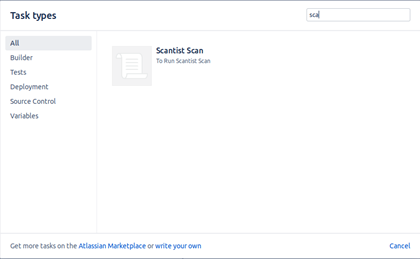 Task types
sca
All
Builder
Tests
Deployment
Source Control
Variables
Scantist Scan
To Run Scantist Scan
Get more tasks on the Atlassian Marketplace or write your own
Cancel